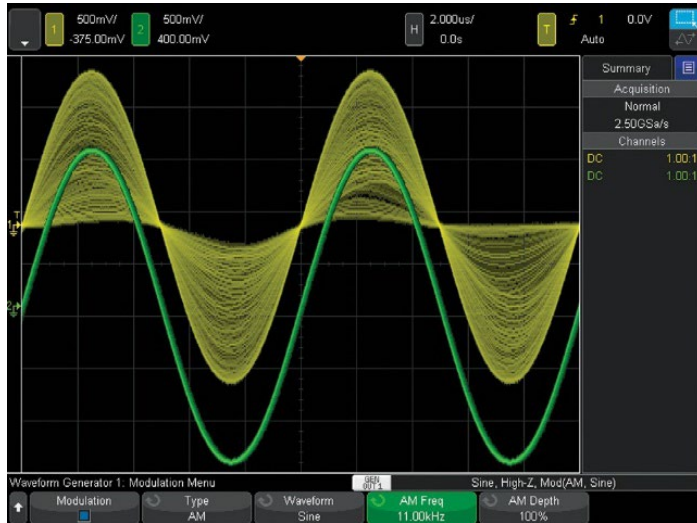 1 500mV/ 2 500mV/ H 2.000us/ T 1 0.0V
-375.00mV 400.00mV 0.0s Auto
Summary
Acquisition
Normal
2.50GSa/s
Channels
DC 1.00:1
DC 1.00:1
T
1
2
Waveform Generator 1: Modulation Menu GEN OUT1 Sine, High-Z, Mod(AM, Sine)
Modulation Type Waveform AM Freq AM Depth
AM Sine 11.00kHz 100%